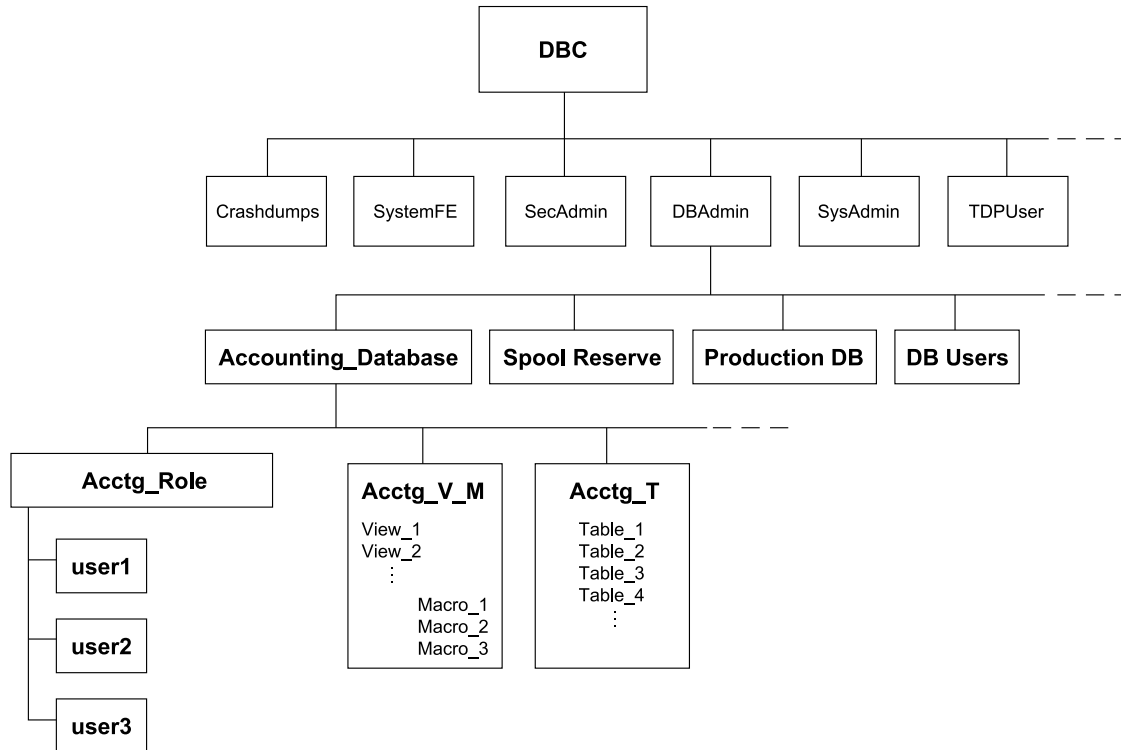 DBC
Crashdumps
SystemFE
SecAdmin
DBAdmin
SysAdmin
TDPUser
Accounting_Database
Spool Reserve
Production DB
DB Users
Acctg_Role
user1
user2
user3
Acctg_V_M
View_1
View_2
⋮
Macro_1
Macro_2
Macro_3
Acctg_T
Table_1
Table_2
Table_3
Table_4
⋮